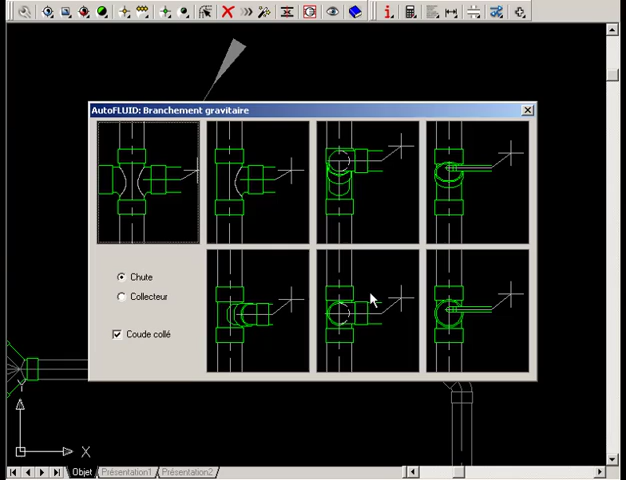 AutoFLUID: Branchement gravitaire
Chute
Collecteur
Coude collé
Y
X
Objet
Présentation1
Présentation2